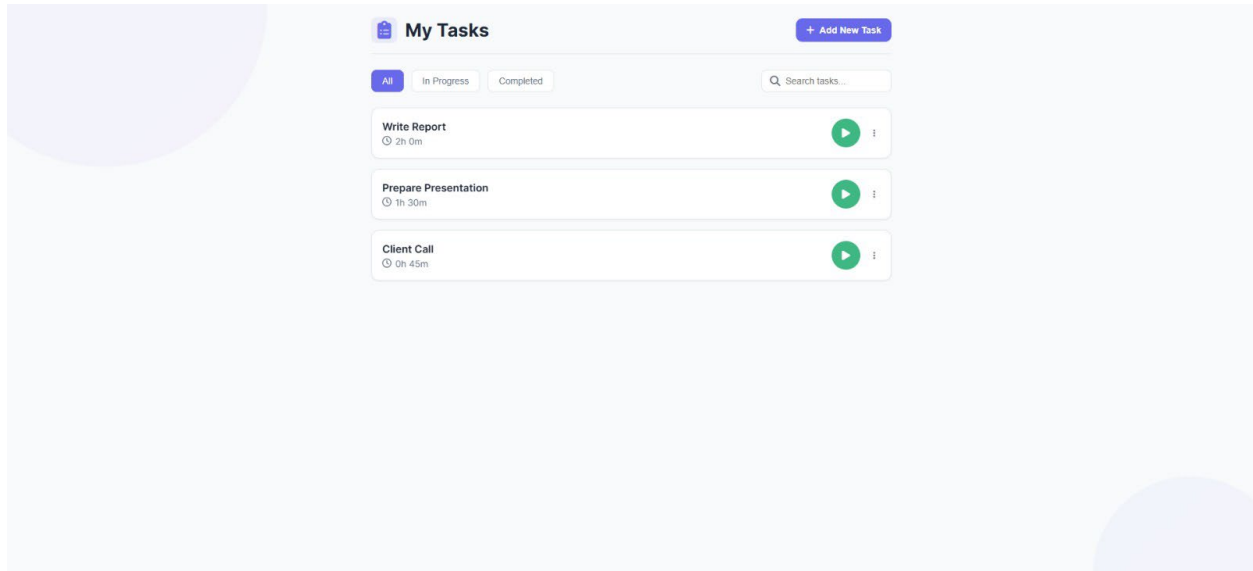 My Tasks
+ Add New Task
All
In Progress
Completed
Search tasks...
Write Report
2h 0m
Prepare Presentation
1h 30m
Client Call
0h 45m